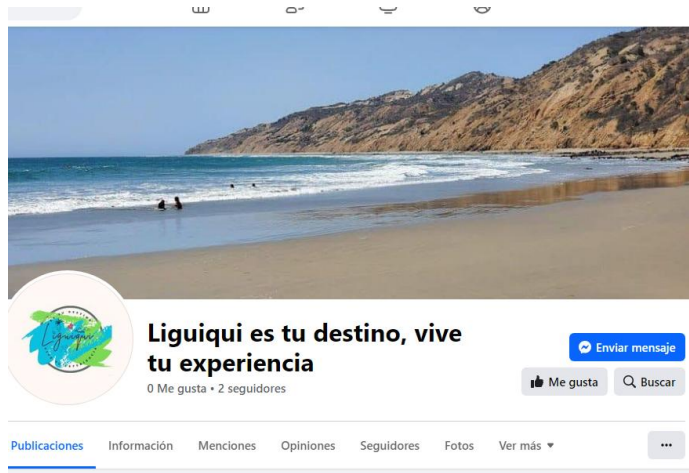 Liguiqui
Liguiqui es tu destino, vive
tu experiencia
0 Me gusta • 2 seguidores
Enviar mensaje
Me gusta
Buscar
Publicaciones
Información
Menciones
Opiniones
Seguidores
Fotos
Ver más